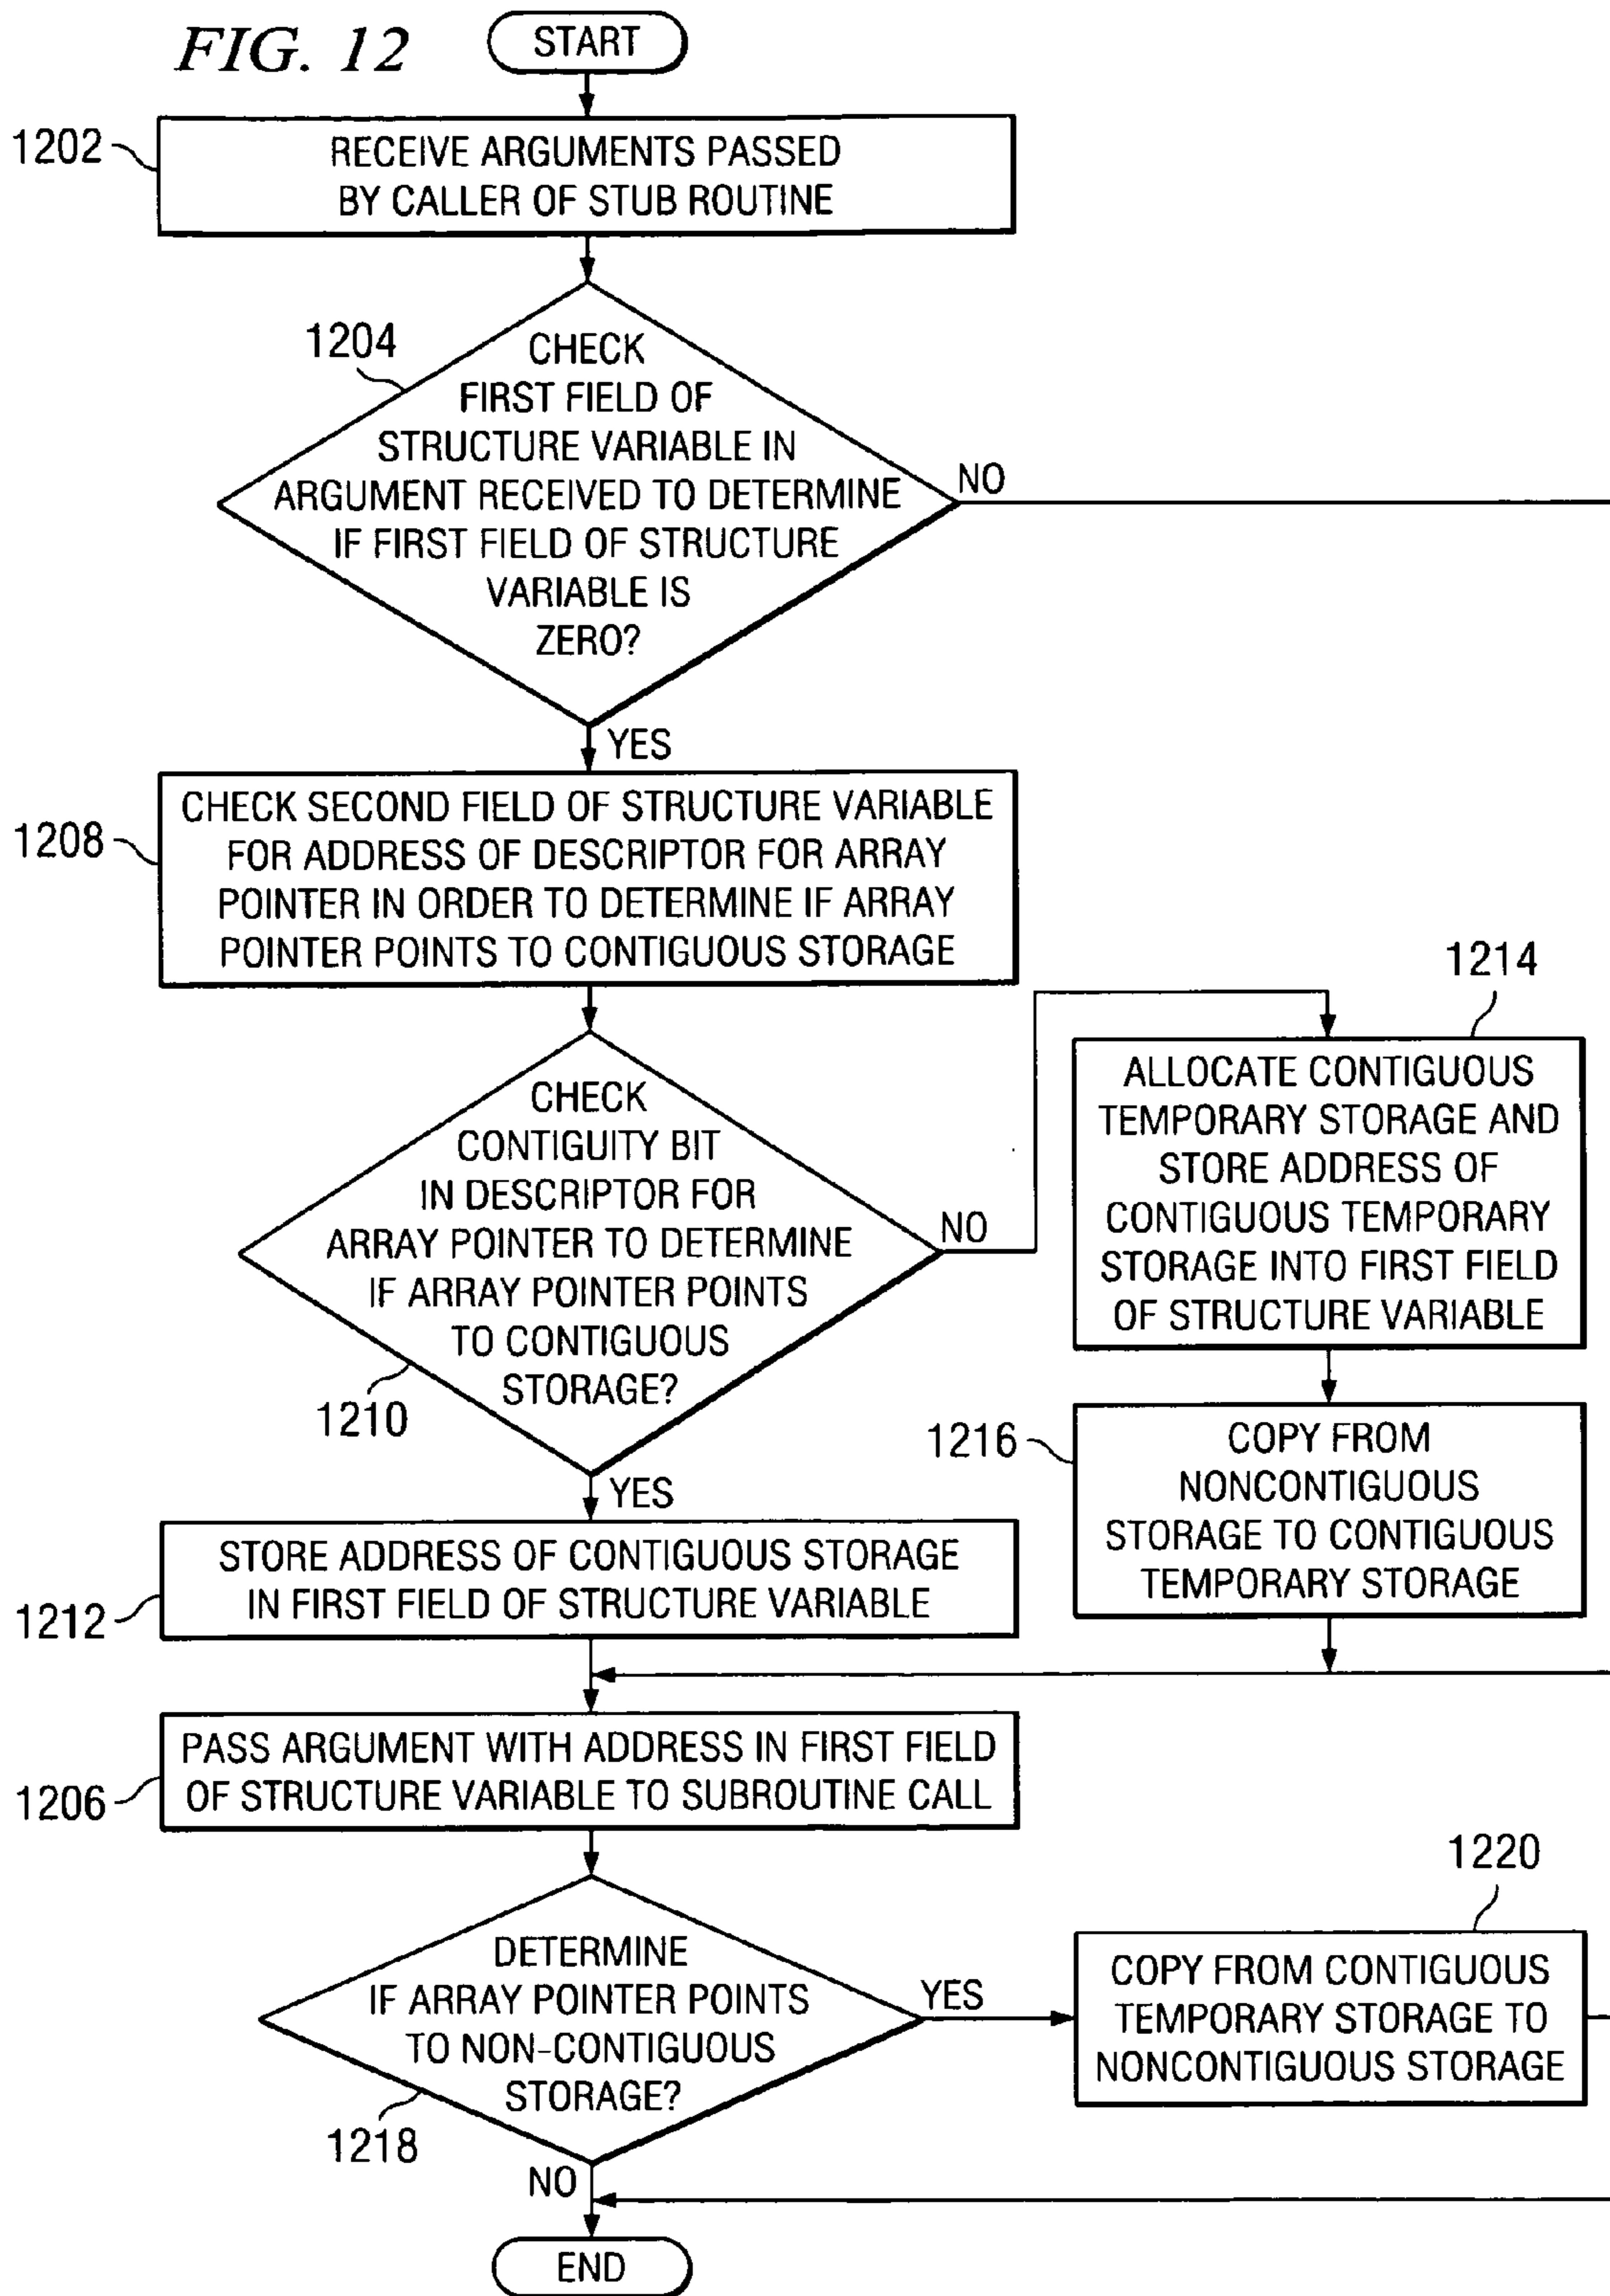 FIG. 12
START
1202
RECEIVE ARGUMENTS PASSED
BY CALLER OF STUB ROUTINE
1204
CHECK
FIRST FIELD OF
STRUCTURE VARIABLE IN
ARGUMENT RECEIVED TO DETERMINE
IF FIRST FIELD OF STRUCTURE
VARIABLE IS
ZERO?
NO
YES
1208
CHECK SECOND FIELD OF STRUCTURE VARIABLE
FOR ADDRESS OF DESCRIPTOR FOR ARRAY
POINTER IN ORDER TO DETERMINE IF ARRAY
POINTER POINTS TO CONTIGUOUS STORAGE
CHECK
CONTIGUITY BIT
IN DESCRIPTOR FOR
ARRAY POINTER TO DETERMINE
IF ARRAY POINTER POINTS
TO CONTIGUOUS
STORAGE?
1210
NO
1214
ALLOCATE CONTIGUOUS
TEMPORARY STORAGE AND
STORE ADDRESS OF
CONTIGUOUS TEMPORARY
STORAGE INTO FIRST FIELD
OF STRUCTURE VARIABLE
1216
COPY FROM
NONCONTIGUOUS
STORAGE TO CONTIGUOUS
TEMPORARY STORAGE
YES
STORE ADDRESS OF CONTIGUOUS STORAGE
IN FIRST FIELD OF STRUCTURE VARIABLE
1212
PASS ARGUMENT WITH ADDRESS IN FIRST FIELD
OF STRUCTURE VARIABLE TO SUBROUTINE CALL
1206
DETERMINE
IF ARRAY POINTER POINTS
TO NON-CONTIGUOUS
STORAGE?
1218
YES
1220
COPY FROM CONTIGUOUS
TEMPORARY STORAGE TO
NONCONTIGUOUS STORAGE
NO
END